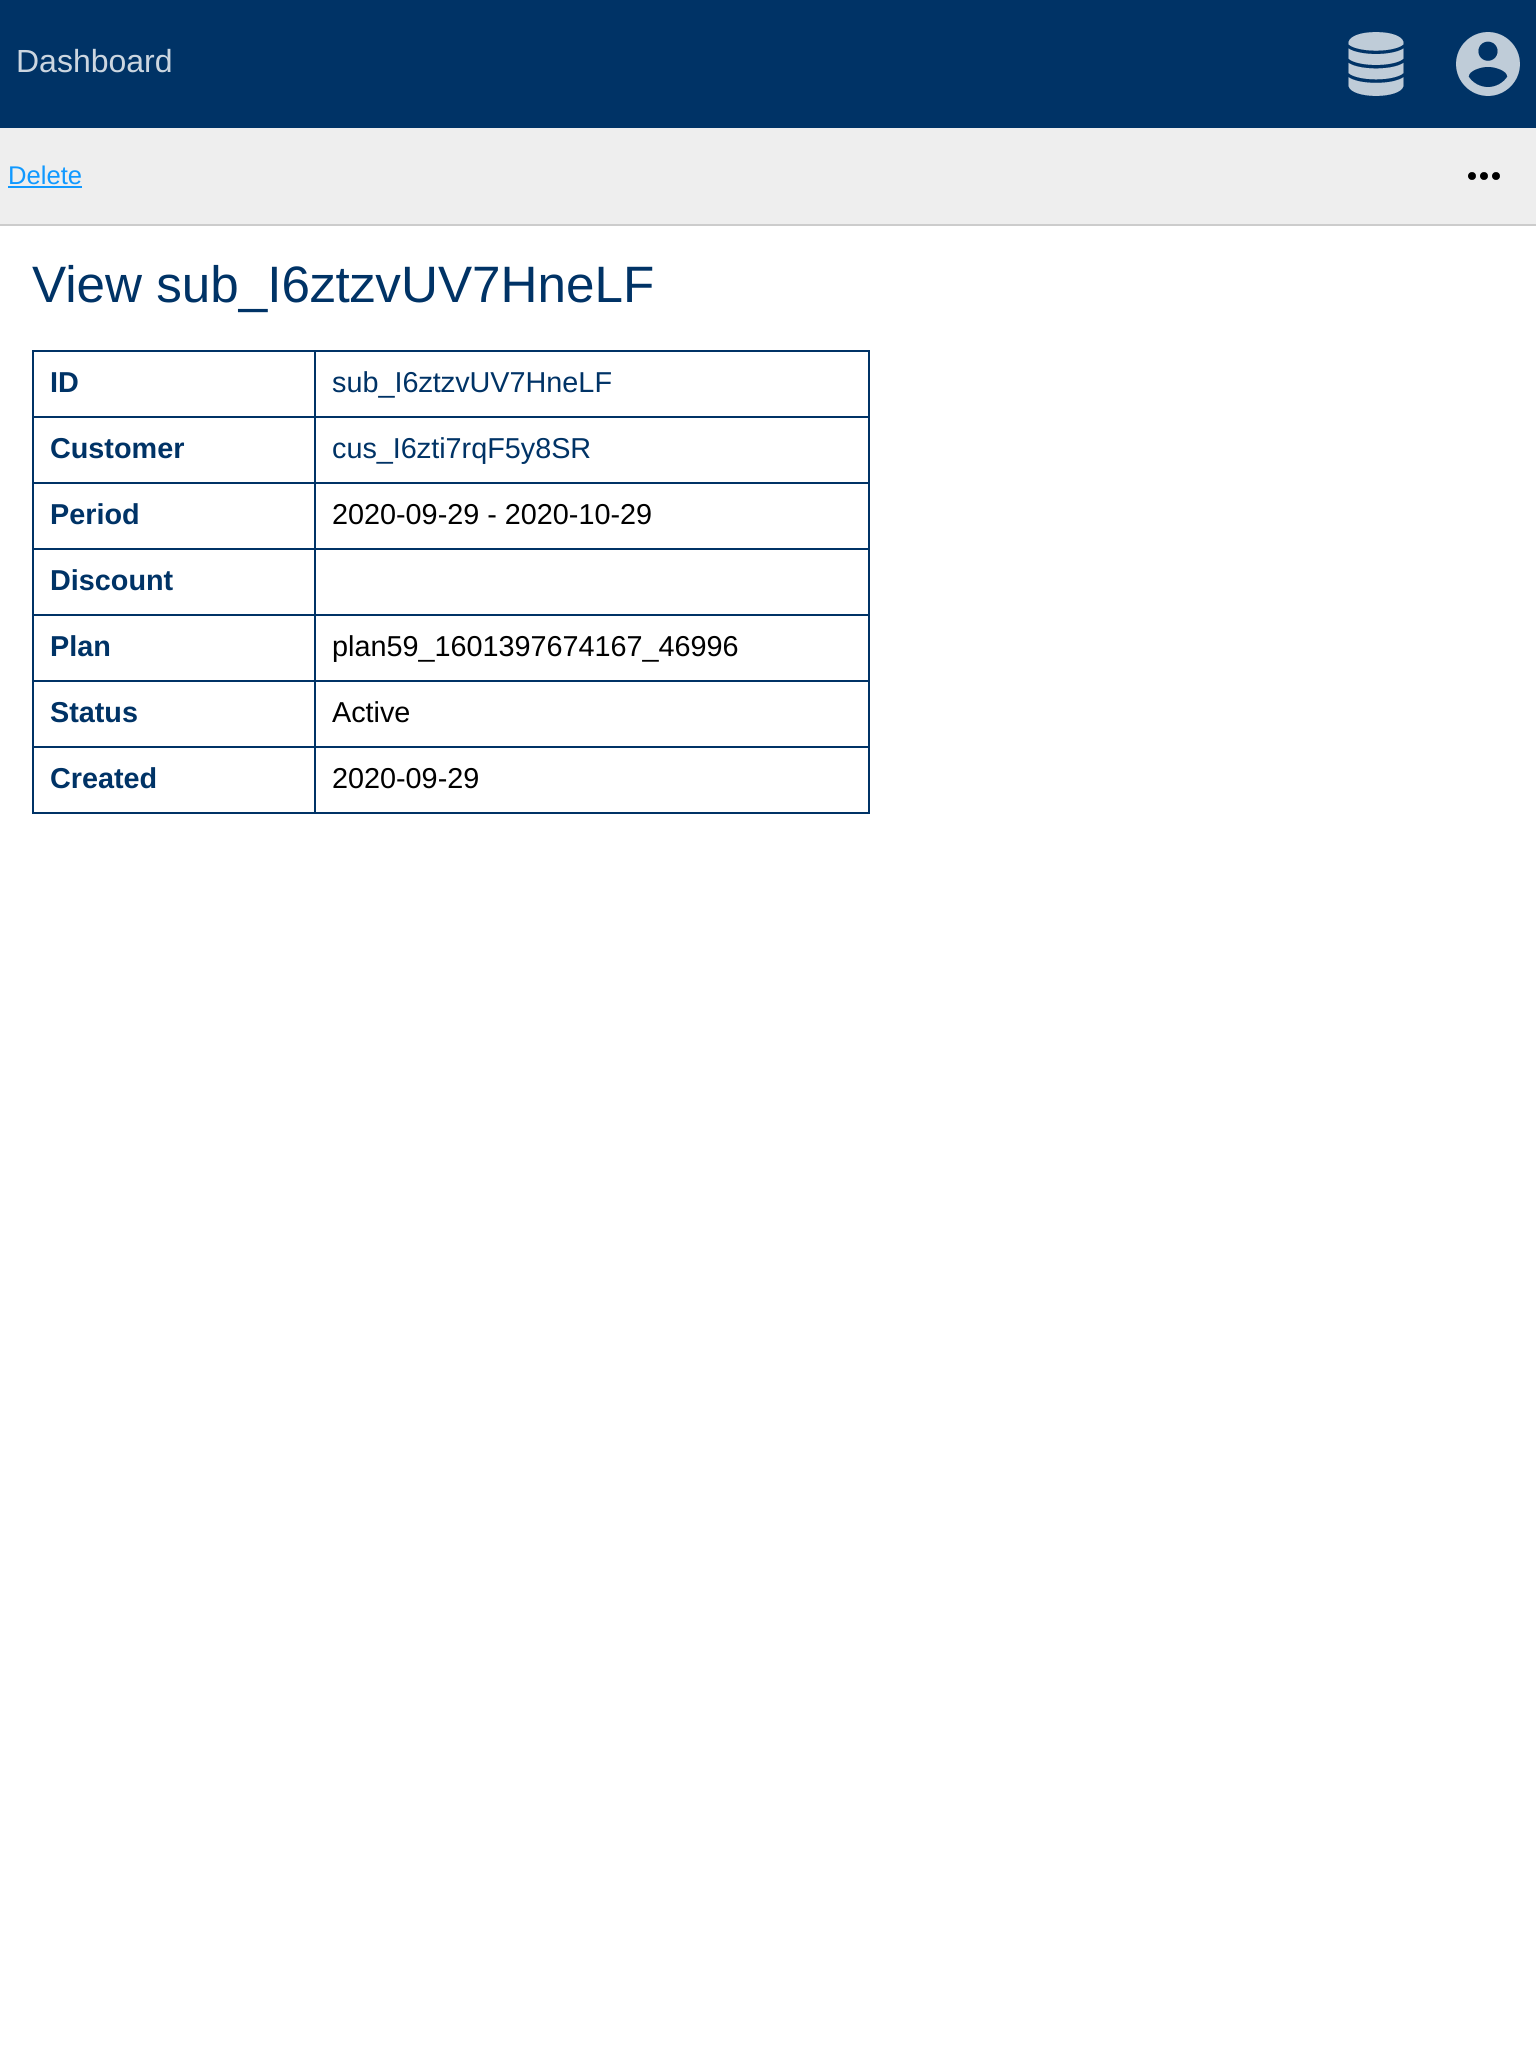 Dashboard
Delete
View sub_I6ztzvUV7HneLF
ID sub_I6ztzvUV7HneLF
Customer cus_I6zti7rqF5y8SR
Period 2020-09-29 - 2020-10-29
Discount
Plan plan59_1601397674167_46996
Status Active
Created 2020-09-29